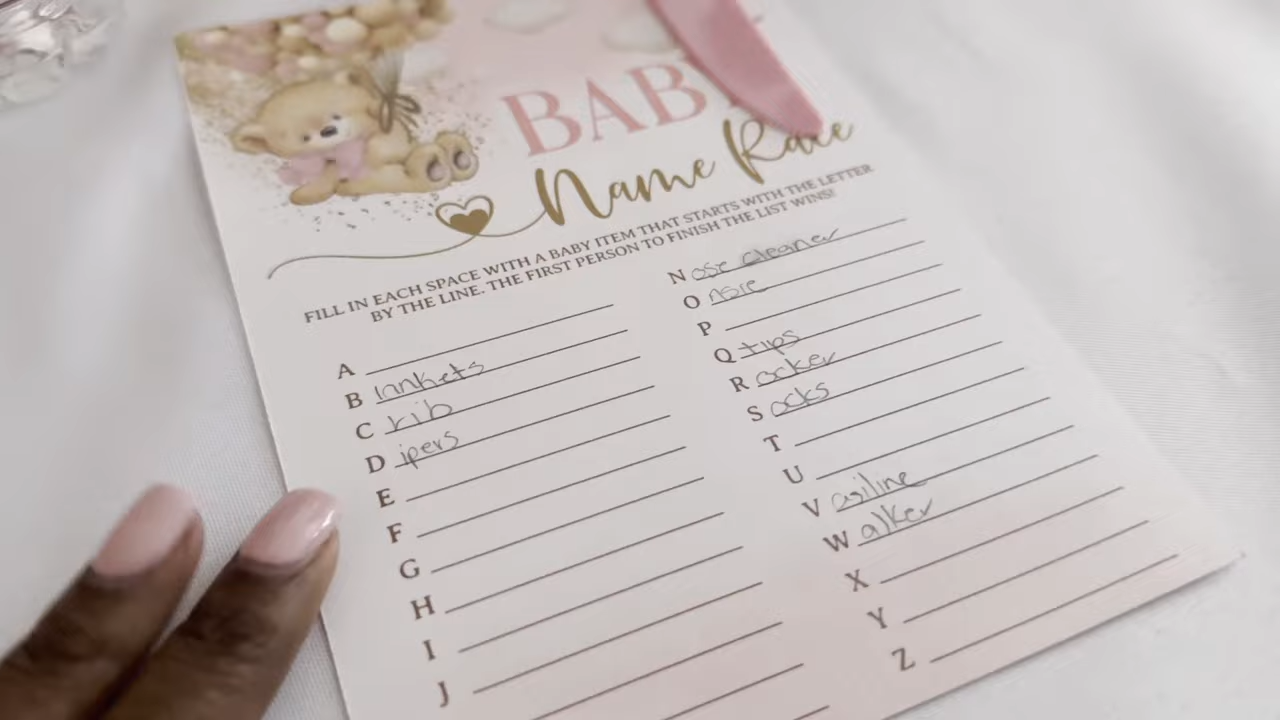 BABY
Name Race
FILL IN EACH SPACE WITH A BABY ITEM THAT STARTS WITH THE LETTER
BY THE LINE. THE FIRST PERSON TO FINISH THE LIST WINS!
A
B lankets
C rib
D ipers
E
F
G
H
I
J
N ose cleaner
O nsie
P
Q tips
R ocker
S ocks
T
U
V asiline
W alker
X
Y
Z